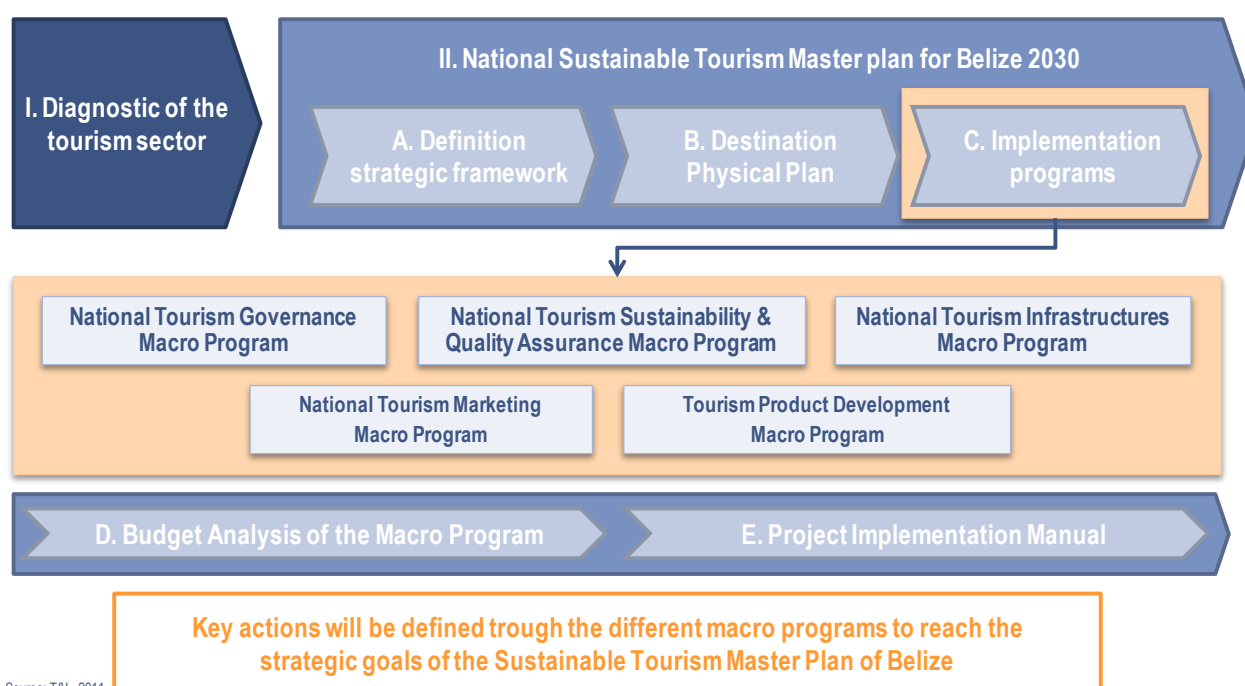 II. National Sustainable Tourism Master plan for Belize 2030
I. Diagnostic of the
tourism sector
A. Definition
strategic framework
B. Destination
Physical Plan
C. Implementation
programs
National Tourism Governance
Macro Program
National Tourism Sustainability &
Quality Assurance Macro Program
National Tourism Infrastructures
Macro Program
National Tourism Marketing
Macro Program
Tourism Product Development
Macro Program
D. Budget Analysis of the Macro Program
E. Project Implementation Manual
Key actions will be defined trough the different macro programs to reach the
strategic goals of the Sustainable Tourism Master Plan of Belize
Source: T&L, 2011